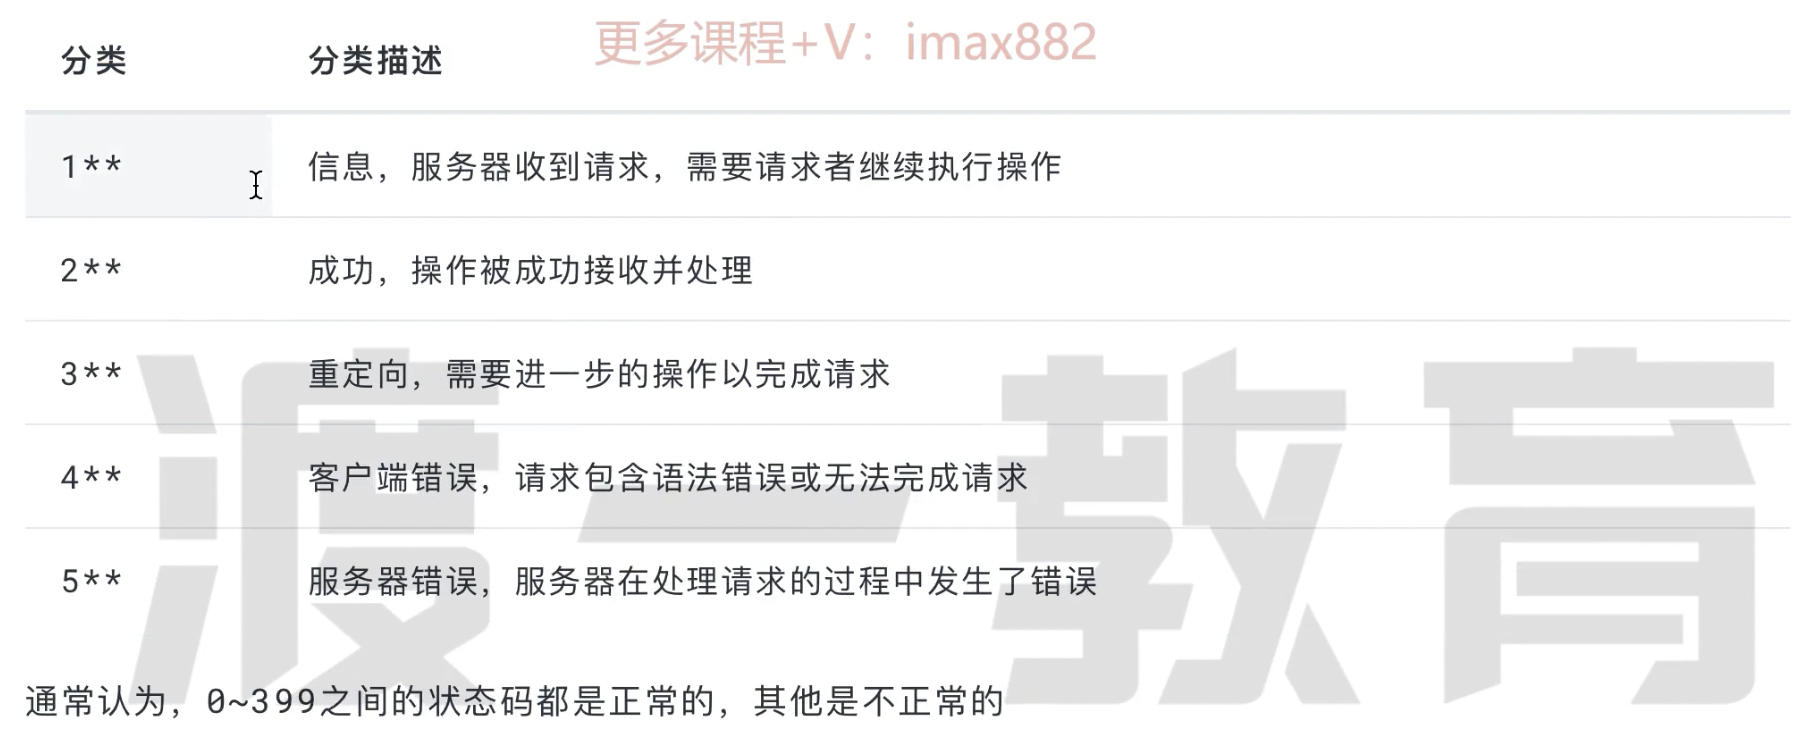 更多课程+V：imax882
分类 分类描述
1** 信息，服务器收到请求，需要请求者继续执行操作
2** 成功，操作被成功接收并处理
3** 重定向，需要进一步的操作以完成请求
4** 客户端错误，请求包含语法错误或无法完成请求
5** 服务器错误，服务器在处理请求的过程中发生了错误
渡一教育
通常认为，0~399之间的状态码都是正常的，其他是不正常的